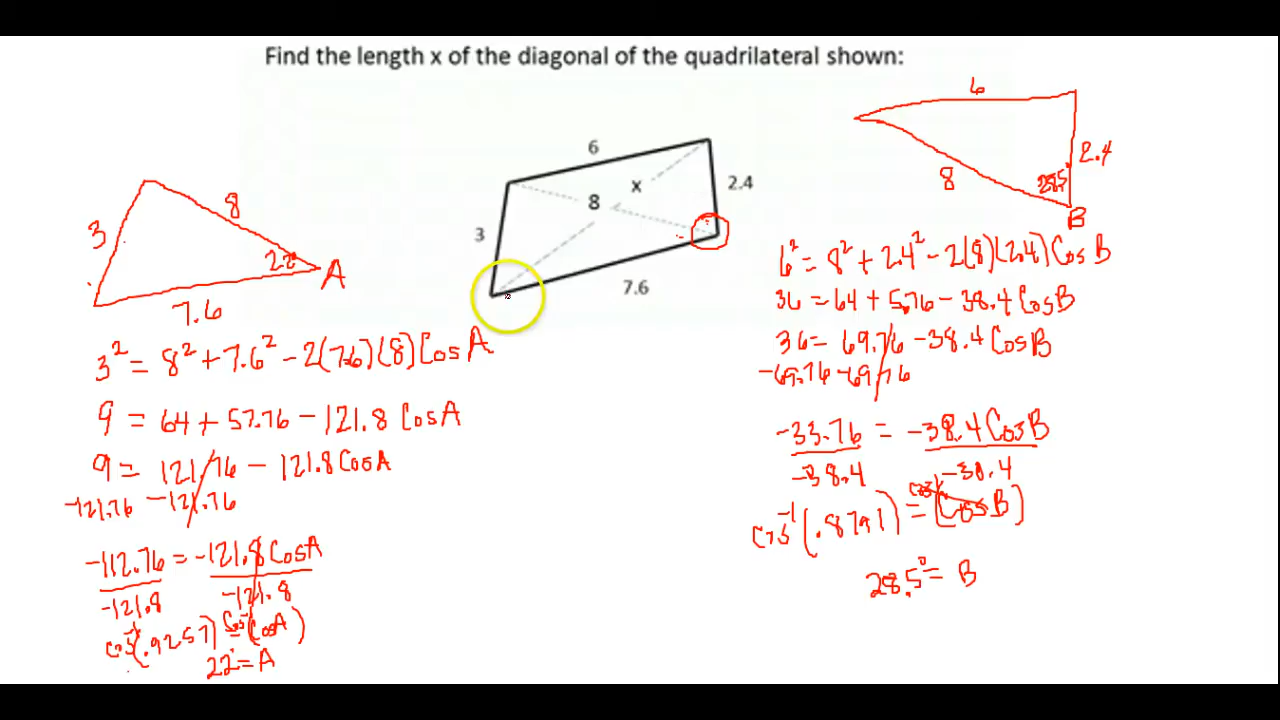 Find the length x of the diagonal of the quadrilateral shown:
6
x
8
2.4
3
7.6
3
8
22°
A
7.6
3² = 8² + 7.6² - 2(7.6)(8)Cos A
9 = 64 + 57.76 - 121.8 Cos A
9 = 121.76 - 121.8 Cos A
-121.76 -121.76
-112.76 = -121.8 Cos A
-121.8 -121.8
cos⁻¹(.9257) = cos⁻¹(Cos A)
22° = A
6
2.4
8
28.5°
B
6² = 8² + 2.4² - 2(8)(2.4)Cos B
36 = 64 + 5.76 - 38.4 Cos B
36 = 69.76 - 38.4 Cos B
-69.76 -69.76
-33.76 = -38.4 Cos B
-38.4 -38.4
cos⁻¹(.8791) = cos⁻¹(Cos B)
28.5° = B